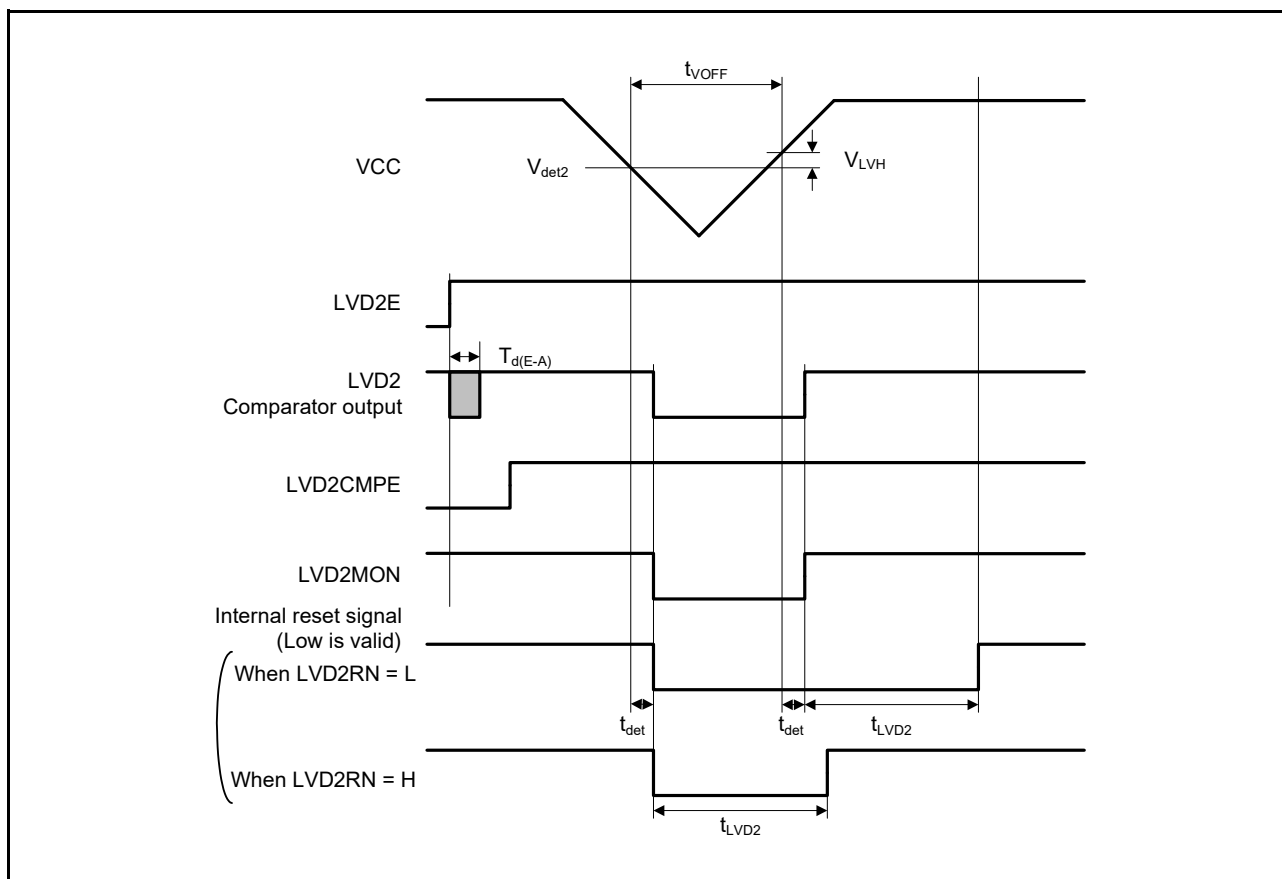 tVOFF
VCC
Vdet2
VLVH
LVD2E
Td(E-A)
LVD2
Comparator output
LVD2CMPE
LVD2MON
Internal reset signal
(Low is valid)
When LVD2RN = L
tdet
tdet
tLVD2
When LVD2RN = H
tLVD2